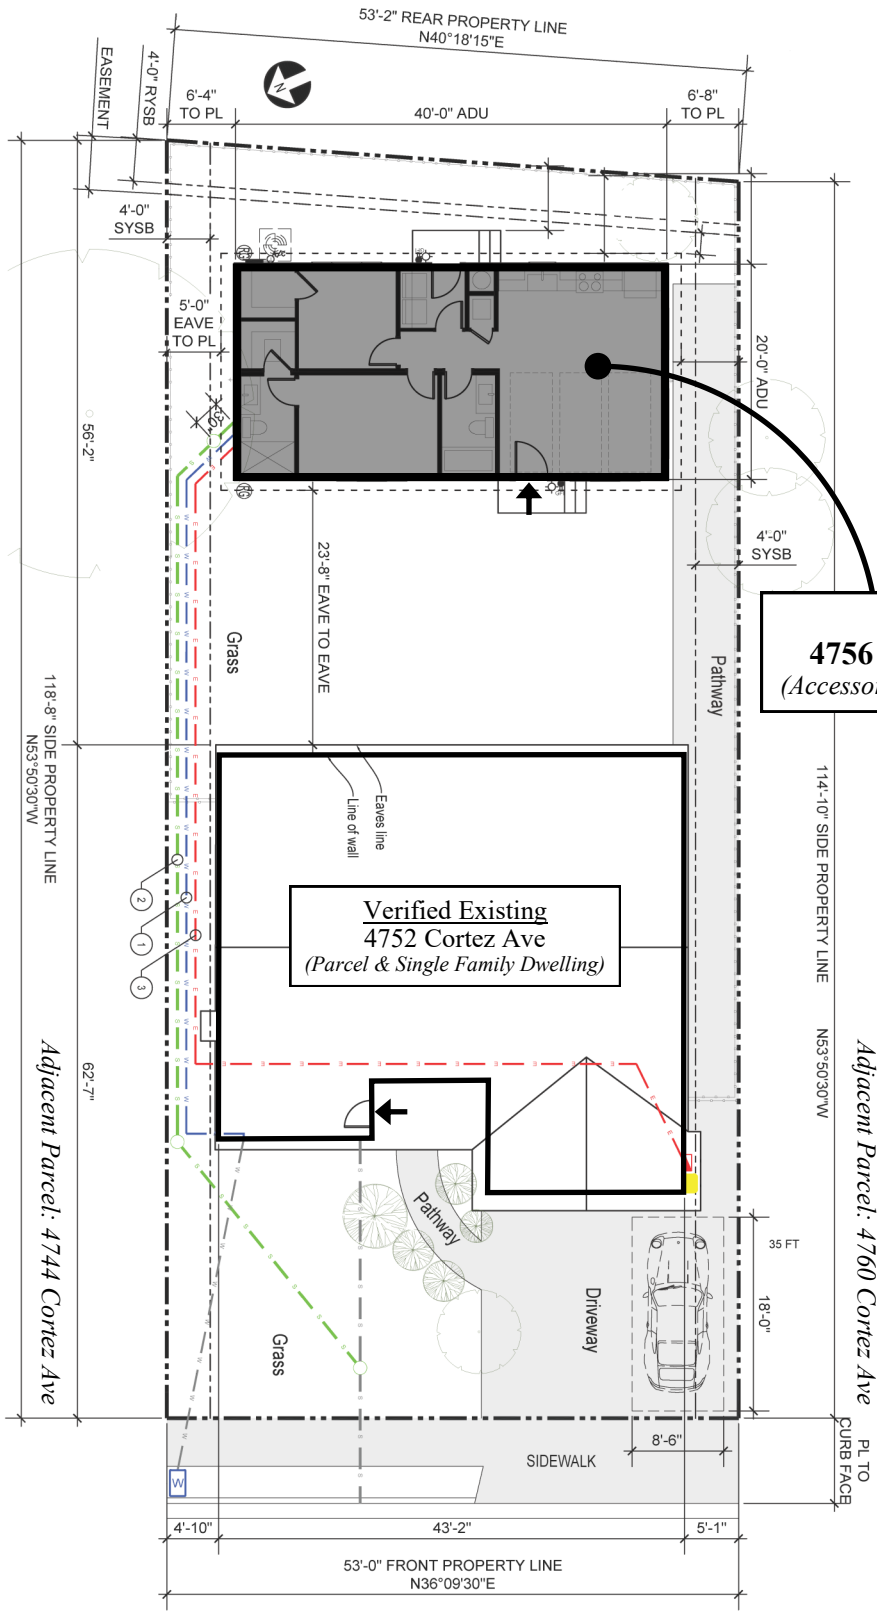 53'-2" REAR PROPERTY LINE
N40°18'15"E
EASEMENT
4'-0" RYSB
N
6'-4"
TO PL
40'-0" ADU
6'-8"
TO PL
4'-0"
SYSB
5'-0"
EAVE
TO PL
20'-0" ADU
56'-2"
4'-0"
SYSB
23'-8" EAVE TO EAVE
Grass
Pathway
4756
(Accessor
118'-8" SIDE PROPERTY LINE
N53°50'30"W
114'-10" SIDE PROPERTY LINE
N53°50'30"W
Eaves line
Line of wall
Verified Existing
4752 Cortez Ave
(Parcel & Single Family Dwelling)
2
1
3
62'-7"
Adjacent Parcel: 4744 Cortez Ave
Adjacent Parcel: 4760 Cortez Ave
Pathway
35 FT
18'-0"
Driveway
Grass
8'-6"
PL TO
CURB FACE
SIDEWALK
W
4'-10"
43'-2"
5'-1"
53'-0" FRONT PROPERTY LINE
N36°09'30"E